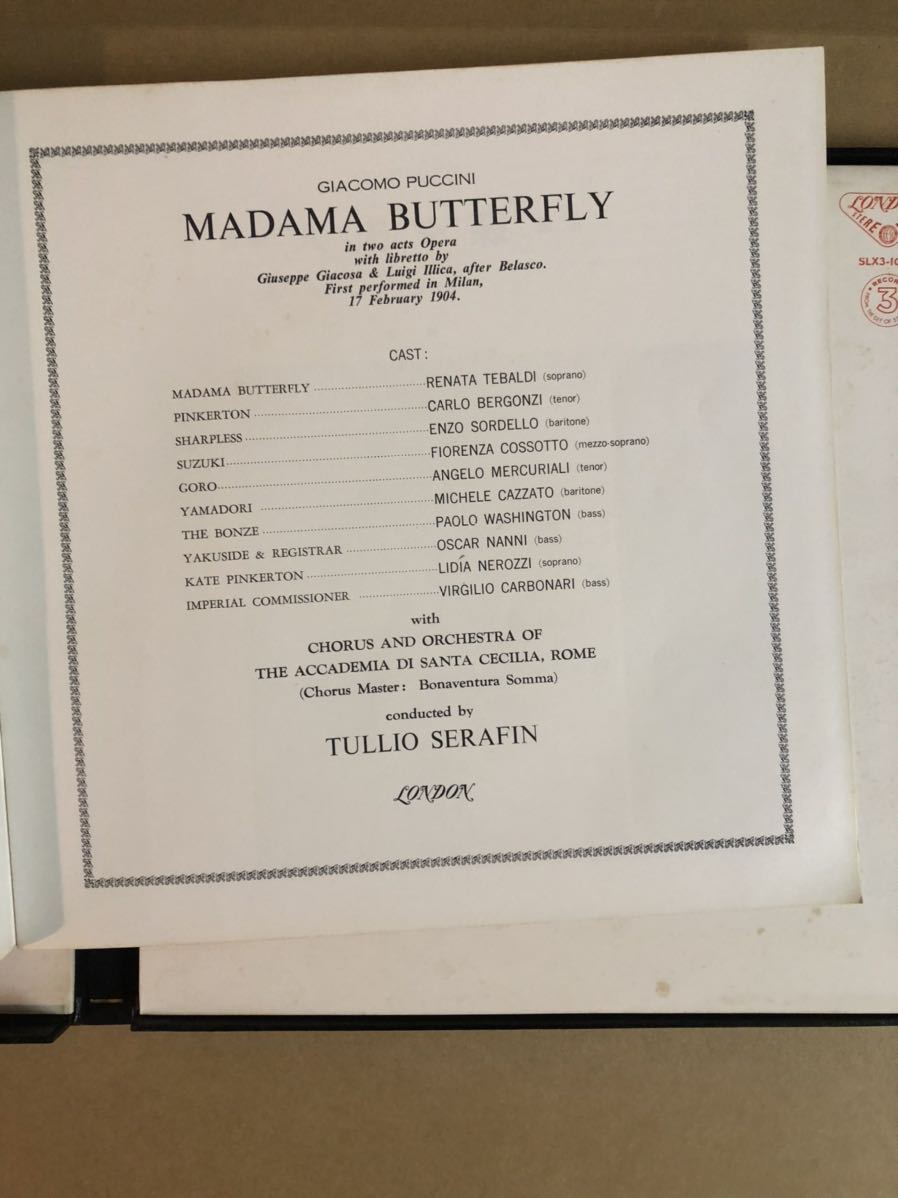 GIACOMO PUCCINI
MADAMA BUTTERFLY
in two acts Opera
with libretto by
Giuseppe Giacosa & Luigi Illica, after Belasco.
First performed in Milan,
17 February 1904.
CAST:
MADAMA BUTTERFLY RENATA TEBALDI (soprano)
PINKERTON CARLO BERGONZI (tenor)
SHARPLESS ENZO SORDELLO (baritone)
SUZUKI FIORENZA COSSOTTO (mezzo-soprano)
GORO ANGELO MERCURIALI (tenor)
YAMADORI MICHELE CAZZATO (baritone)
THE BONZE PAOLO WASHINGTON (bass)
YAKUSIDE & REGISTRAR OSCAR NANNI (bass)
KATE PINKERTON LIDÍA NEROZZI (soprano)
IMPERIAL COMMISSIONER VIRGILIO CARBONARI (bass)
with
CHORUS AND ORCHESTRA OF
THE ACCADEMIA DI SANTA CECILIA, ROME
(Chorus Master: Bonaventura Somma)
conducted by
TULLIO SERAFIN
LONDON
3